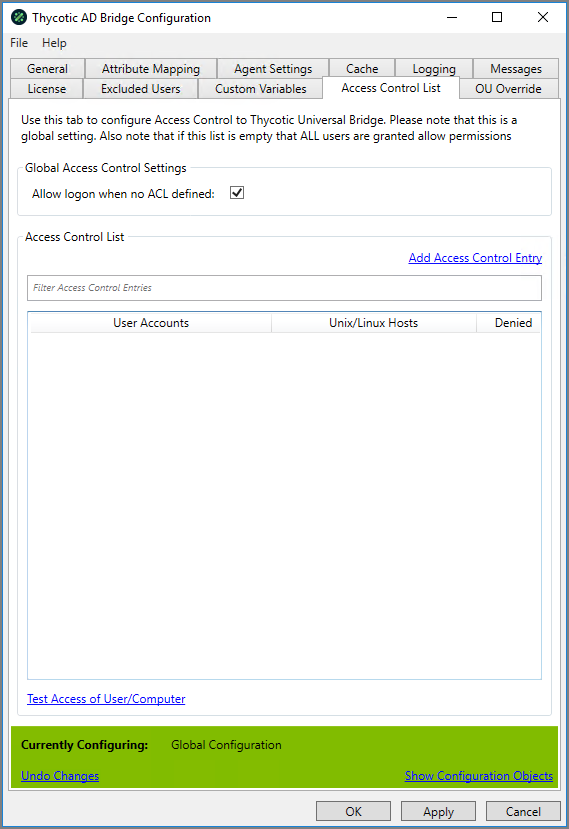 Thycotic AD Bridge Configuration
File Help
General Attribute Mapping Agent Settings Cache Logging Messages
License Excluded Users Custom Variables Access Control List OU Override
Use this tab to configure Access Control to Thycotic Universal Bridge. Please note that this is a
global setting. Also note that if this list is empty that ALL users are granted allow permissions
Global Access Control Settings
Allow logon when no ACL defined:
Access Control List
Add Access Control Entry
Filter Access Control Entries
User Accounts Unix/Linux Hosts Denied
Test Access of User/Computer
Currently Configuring: Global Configuration
Undo Changes Show Configuration Objects
OK Apply Cancel